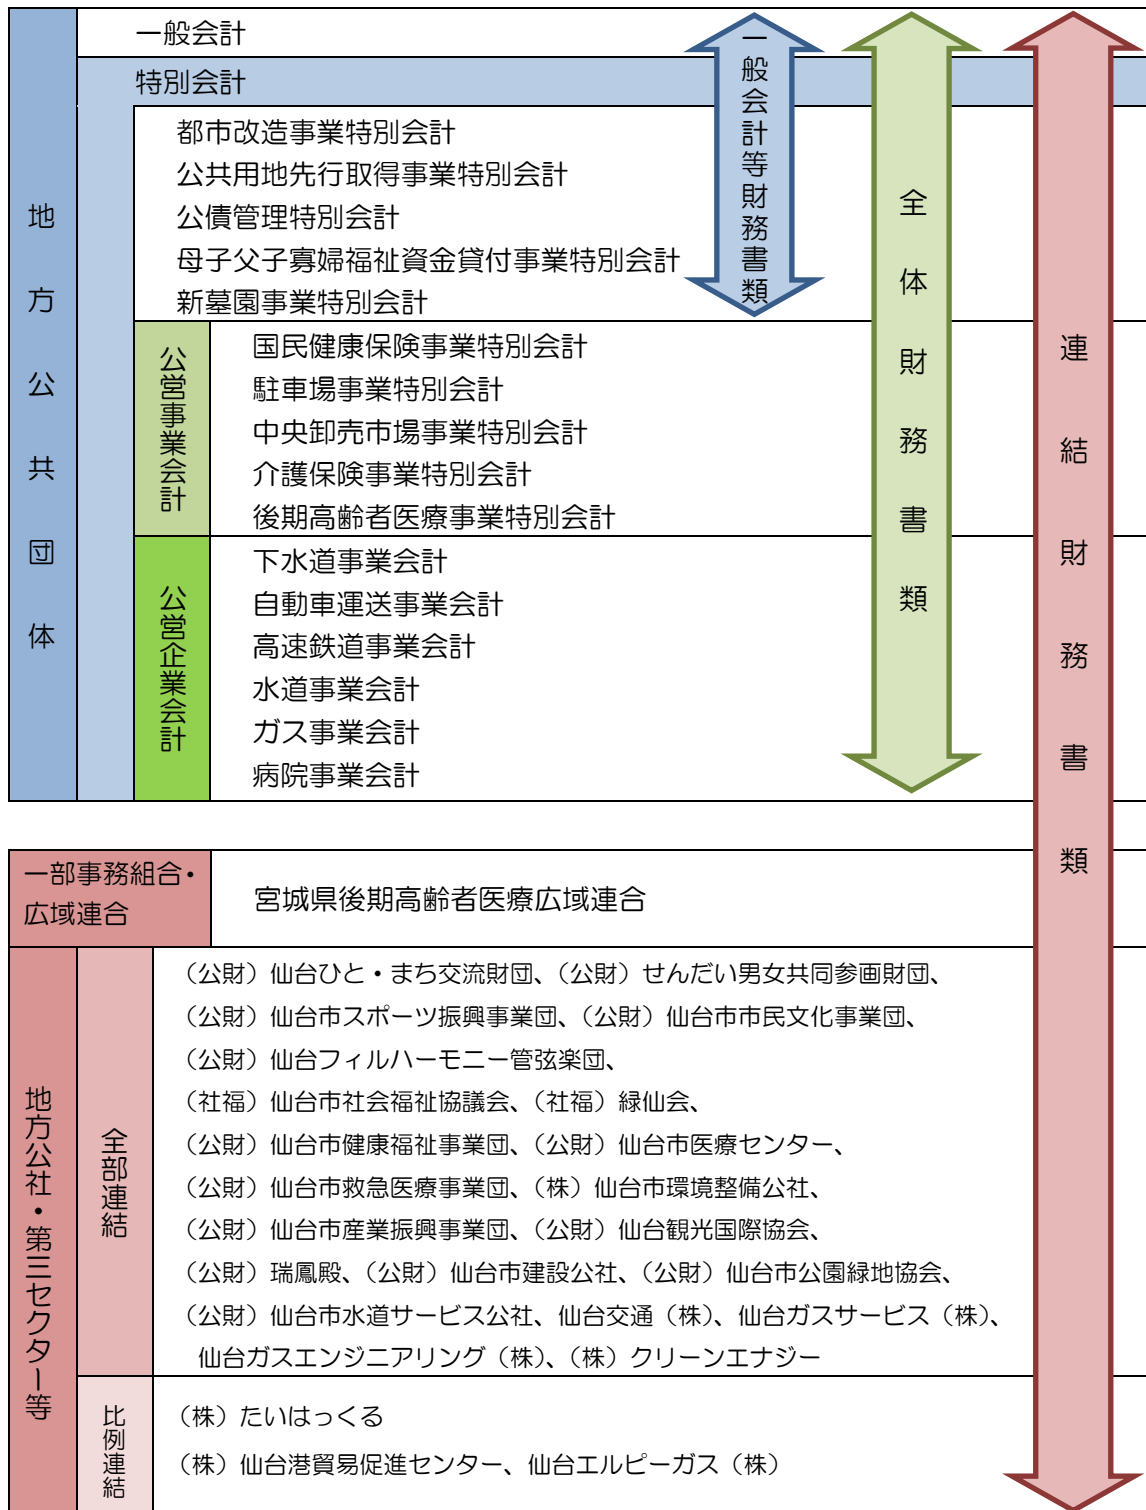 地方公共団体
一般会計
特別会計
都市改造事業特別会計
公共用地先行取得事業特別会計
公債管理特別会計
母子父子寡婦福祉資金貸付事業特別会計
新墓園事業特別会計
公営事業会計
国民健康保険事業特別会計
駐車場事業特別会計
中央卸売市場事業特別会計
介護保険事業特別会計
後期高齢者医療事業特別会計
公営企業会計
下水道事業会計
自動車運送事業会計
高速鉄道事業会計
水道事業会計
ガス事業会計
病院事業会計
一般会計等財務書類
全体財務書類
連結財務書類
一部事務組合・
広域連合
宮城県後期高齢者医療広域連合
地方公社・第三セクター等
全部連結
（公財）仙台ひと・まち交流財団、（公財）せんだい男女共同参画財団、
（公財）仙台市スポーツ振興事業団、（公財）仙台市市民文化事業団、
（公財）仙台フィルハーモニー管弦楽団、
（社福）仙台市社会福祉協議会、（社福）緑仙会、
（公財）仙台市健康福祉事業団、（公財）仙台市医療センター、
（公財）仙台市救急医療事業団、（株）仙台市環境整備公社、
（公財）仙台市産業振興事業団、（公財）仙台観光国際協会、
（公財）瑞鳳殿、（公財）仙台市建設公社、（公財）仙台市公園緑地協会、
（公財）仙台市水道サービス公社、仙台交通（株）、仙台ガスサービス（株）、
仙台ガスエンジニアリング（株）、（株）クリーンエナジー
比例連結
（株）たいはっくる
（株）仙台港貿易促進センター、仙台エルピーガス（株）